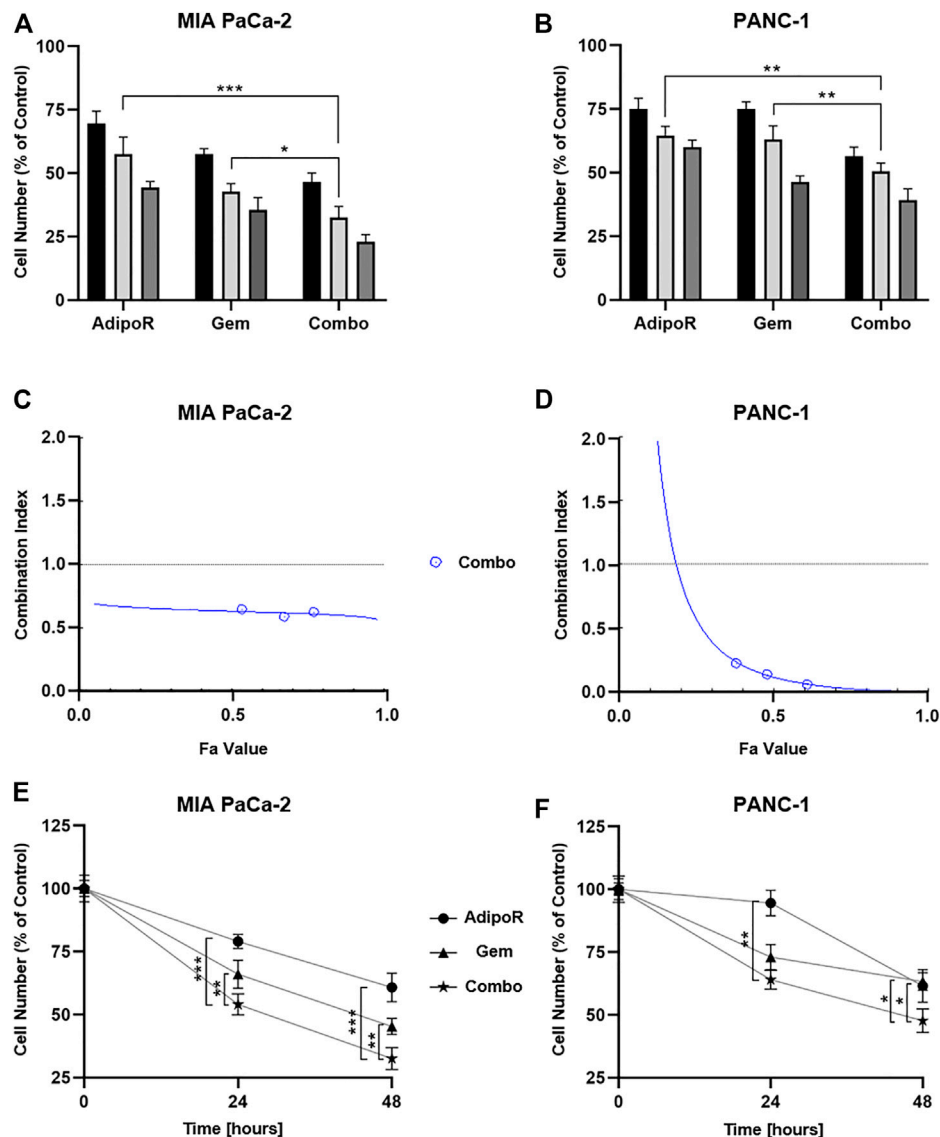 A
MIA PaCa-2
Cell Number (% of Control)
100
75
50
25
0
***
*
AdipoR
Gem
Combo
B
PANC-1
Cell Number (% of Control)
100
75
50
25
0
**
**
AdipoR
Gem
Combo
C
MIA PaCa-2
Combination Index
2.0
1.5
1.0
0.5
0.0
0.0
0.5
1.0
Fa Value
Combo
D
PANC-1
Combination Index
2.0
1.5
1.0
0.5
0.0
0.0
0.5
1.0
Fa Value
E
MIA PaCa-2
Cell Number (% of Control)
125
100
75
50
25
***
**
***
**
0
24
48
Time [hours]
AdipoR
Gem
Combo
F
PANC-1
Cell Number (% of Control)
125
100
75
50
25
**
*
*
0
24
48
Time [hours]